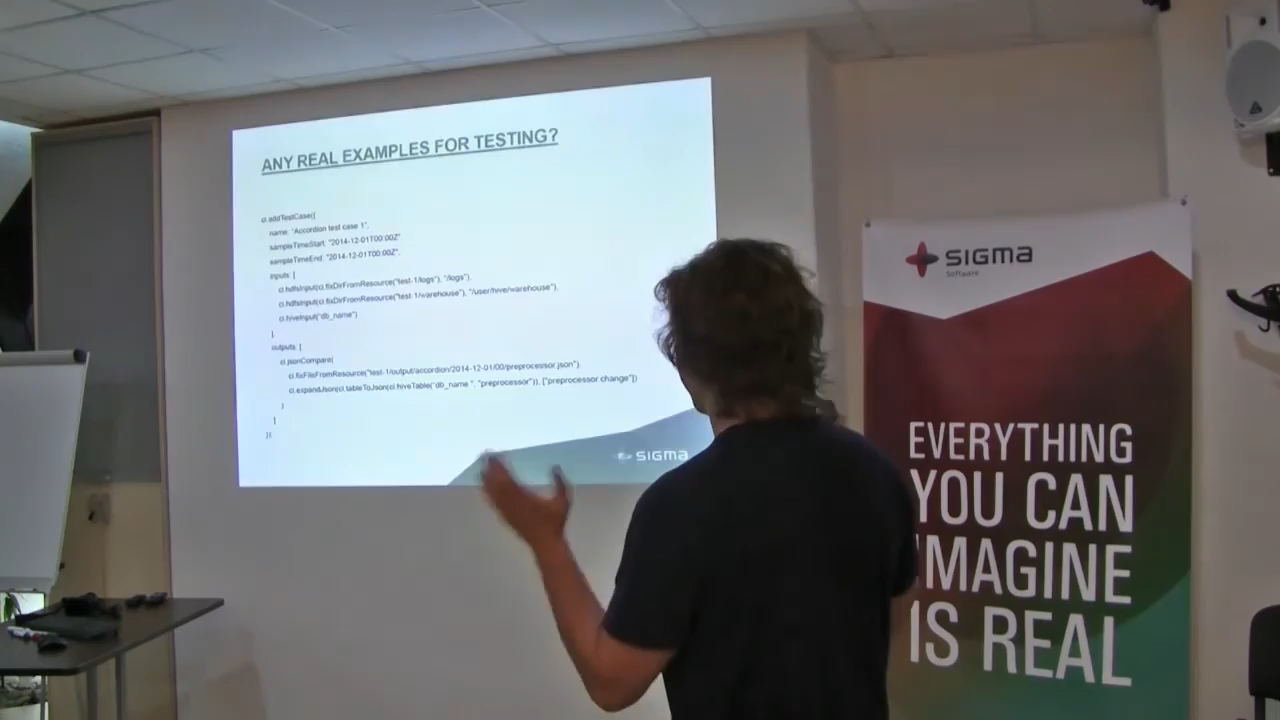 ANY REAL EXAMPLES FOR TESTING?
ci.addTestCase({
name: "Accordion test case 1",
sampleTimeStart: "2014-12-01T00:00Z"
sampleTimeEnd: "2014-12-01T00:00Z",
inputs: [
ci.hdfsInput(ci.fixDirFromResource("test-1/logs"), "/logs"),
ci.hdfsInput(ci.fixDirFromResource("test-1/warehouse"), "/user/hive/warehouse"),
ci.hiveInput("db_name")
],
outputs: [
ci.jsonCompare(
ci.fixFileFromResource("test-1/output/accordion/2014-12-01/00/preprocessor.json")
ci.expandJson(ci.tableToJson(ci.hiveTable("db_name ", "preprocessor")), ["preprocessor.change"])
)
]
});
SIGMA
SIGMA
Software
EVERYTHING
YOU CAN
IMAGINE
IS REAL